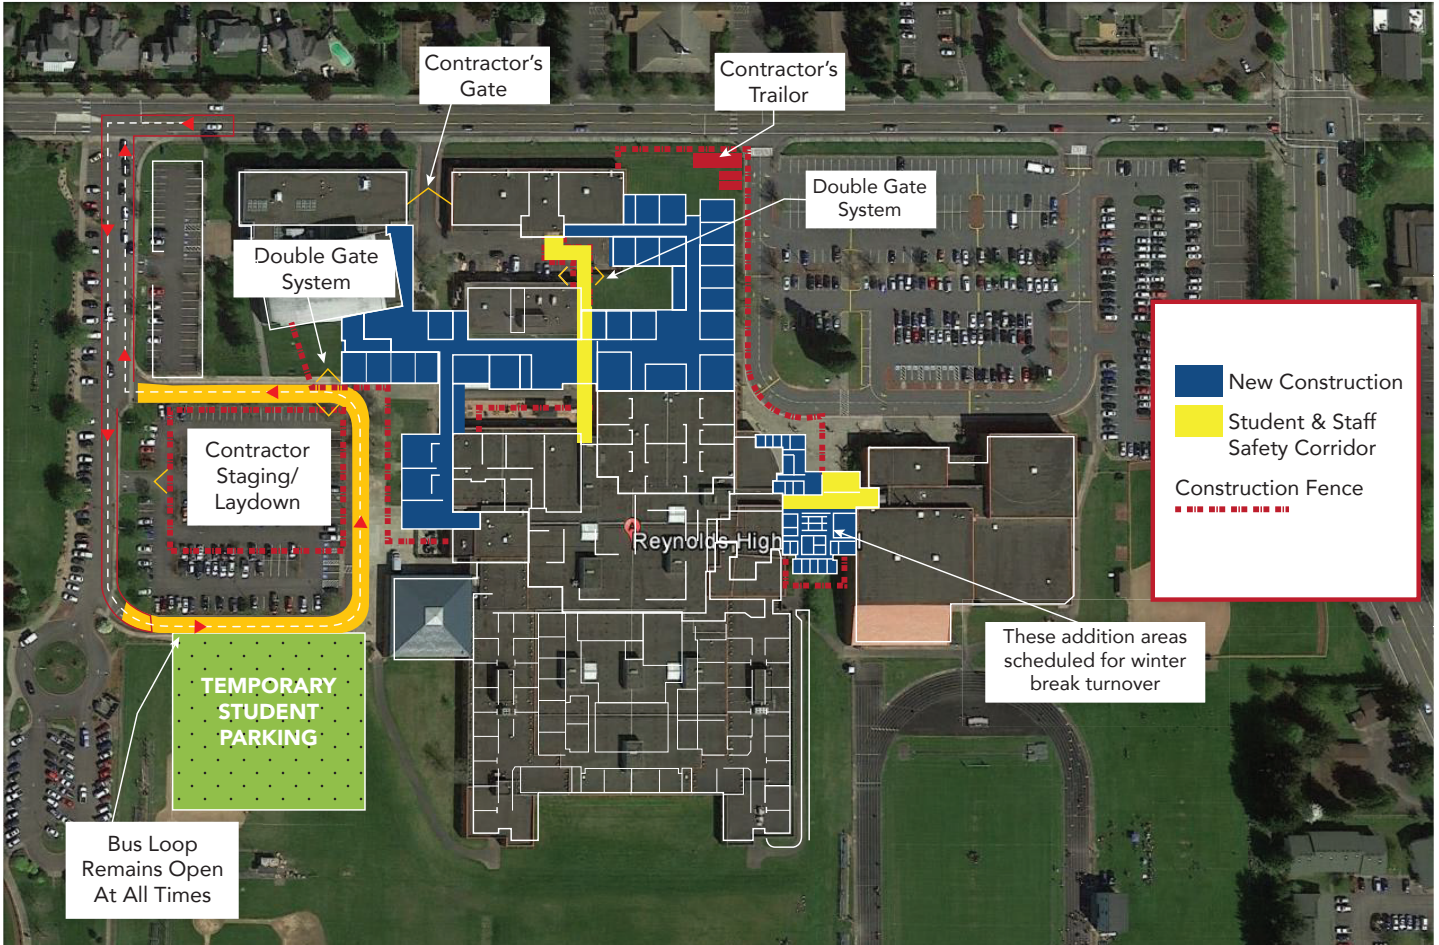 Contractor's
Gate
Contractor's
Trailor
Double Gate
System
Double Gate
System
New Construction
Student & Staff
Safety Corridor
Construction Fence
Contractor
Staging/
Laydown
Reynolds High
These addition areas
scheduled for winter
break turnover
TEMPORARY
STUDENT
PARKING
Bus Loop
Remains Open
At All Times